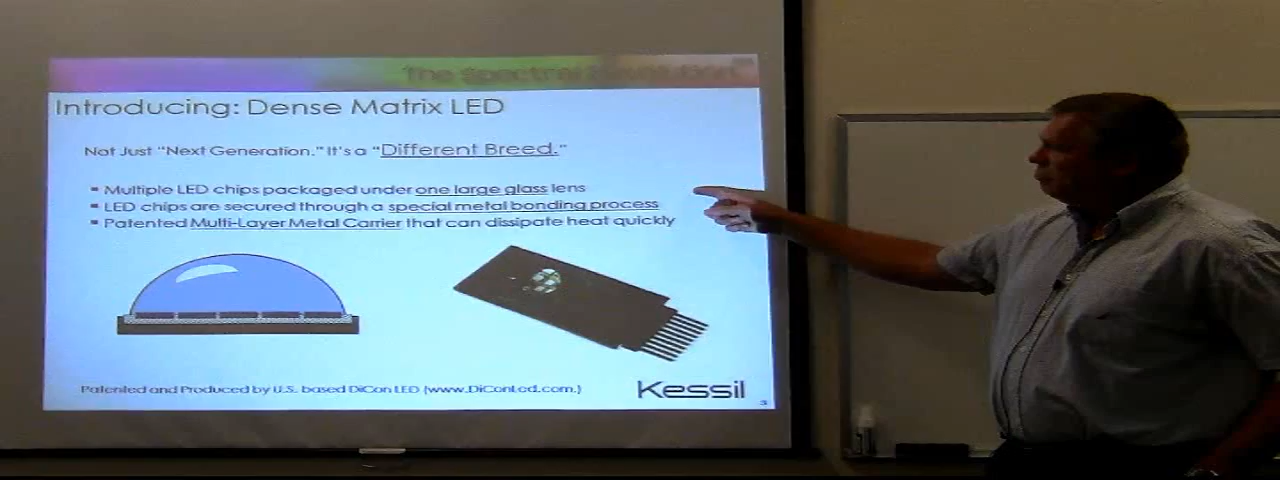 The Spectral
Introducing: Dense Matrix LED
Not Just "Next Generation." It's a "Different Breed."
▪ Multiple LED chips packaged under one large glass lens
▪ LED chips are secured through a special metal bonding process
▪ Patented Multi-Layer Metal Carrier that can dissipate heat quickly
Patented and Produced by U.S. based DiCon LED (www.DiConLed.com.)
Kessil